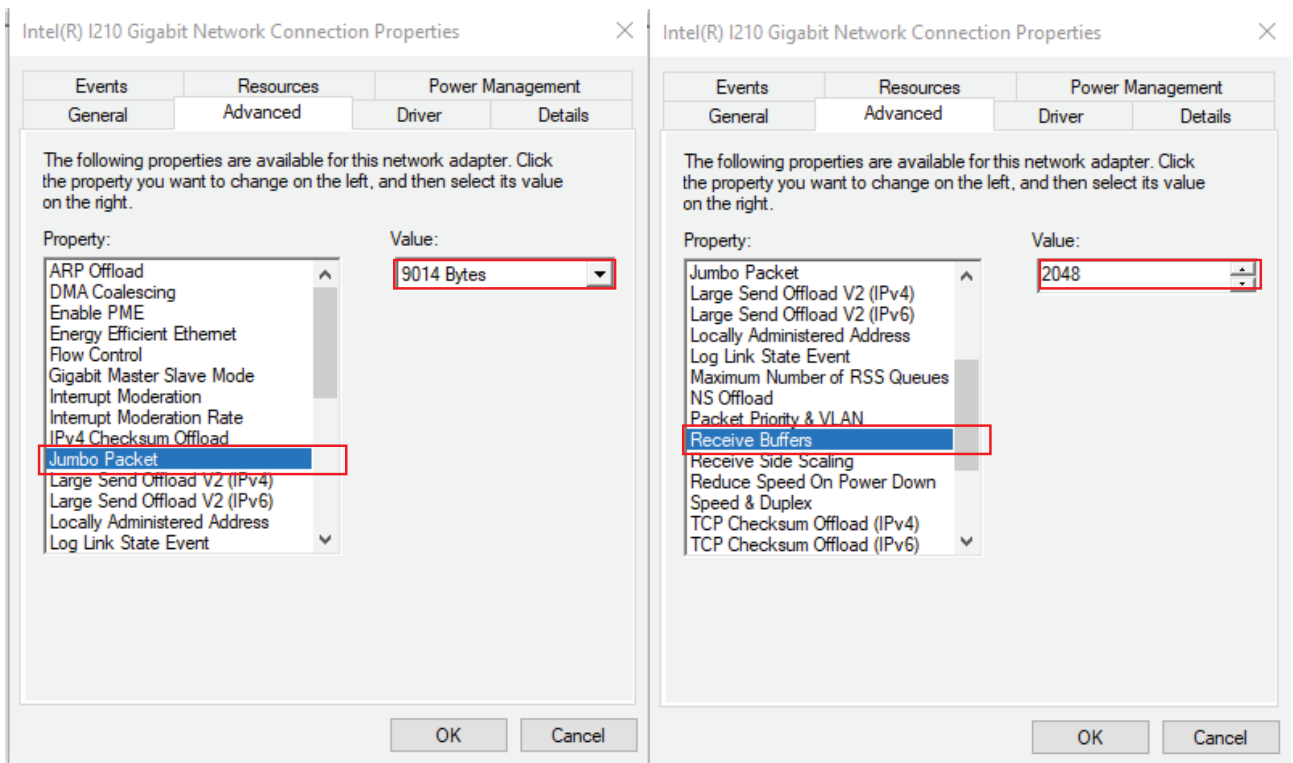 Intel(R) I210 Gigabit Network Connection Properties
Events Resources Power Management
General Advanced Driver Details
The following properties are available for this network adapter. Click
the property you want to change on the left, and then select its value
on the right.
Property:
Value:
9014 Bytes
ARP Offload
DMA Coalescing
Enable PME
Energy Efficient Ethernet
Flow Control
Gigabit Master Slave Mode
Interrupt Moderation
Interrupt Moderation Rate
IPv4 Checksum Offload
Jumbo Packet
Large Send Offload V2 (IPv4)
Large Send Offload V2 (IPv6)
Locally Administered Address
Log Link State Event
OK Cancel
Intel(R) I210 Gigabit Network Connection Properties
Events Resources Power Management
General Advanced Driver Details
The following properties are available for this network adapter. Click
the property you want to change on the left, and then select its value
on the right.
Property:
Value:
2048
Jumbo Packet
Large Send Offload V2 (IPv4)
Large Send Offload V2 (IPv6)
Locally Administered Address
Log Link State Event
Maximum Number of RSS Queues
NS Offload
Packet Priority & VLAN
Receive Buffers
Receive Side Scaling
Reduce Speed On Power Down
Speed & Duplex
TCP Checksum Offload (IPv4)
TCP Checksum Offload (IPv6)
OK Cancel